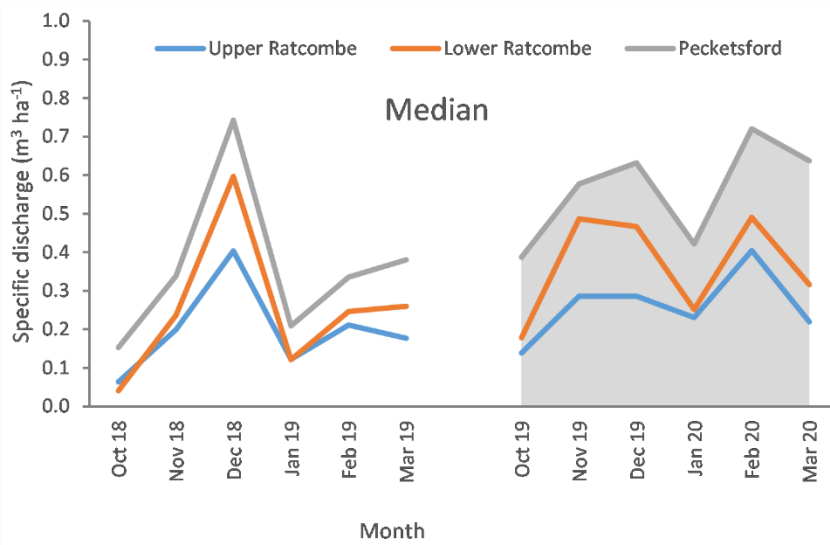 1.0
0.9
0.8
0.7
0.6
0.5
0.4
0.3
0.2
0.1
0.0
Specific discharge (m³ ha⁻¹)
Upper Ratcombe Lower Ratcombe Pecketsford
Median
Oct 18
Nov 18
Dec 18
Jan 19
Feb 19
Mar 19
Oct 19
Nov 19
Dec 19
Jan 20
Feb 20
Mar 20
Month